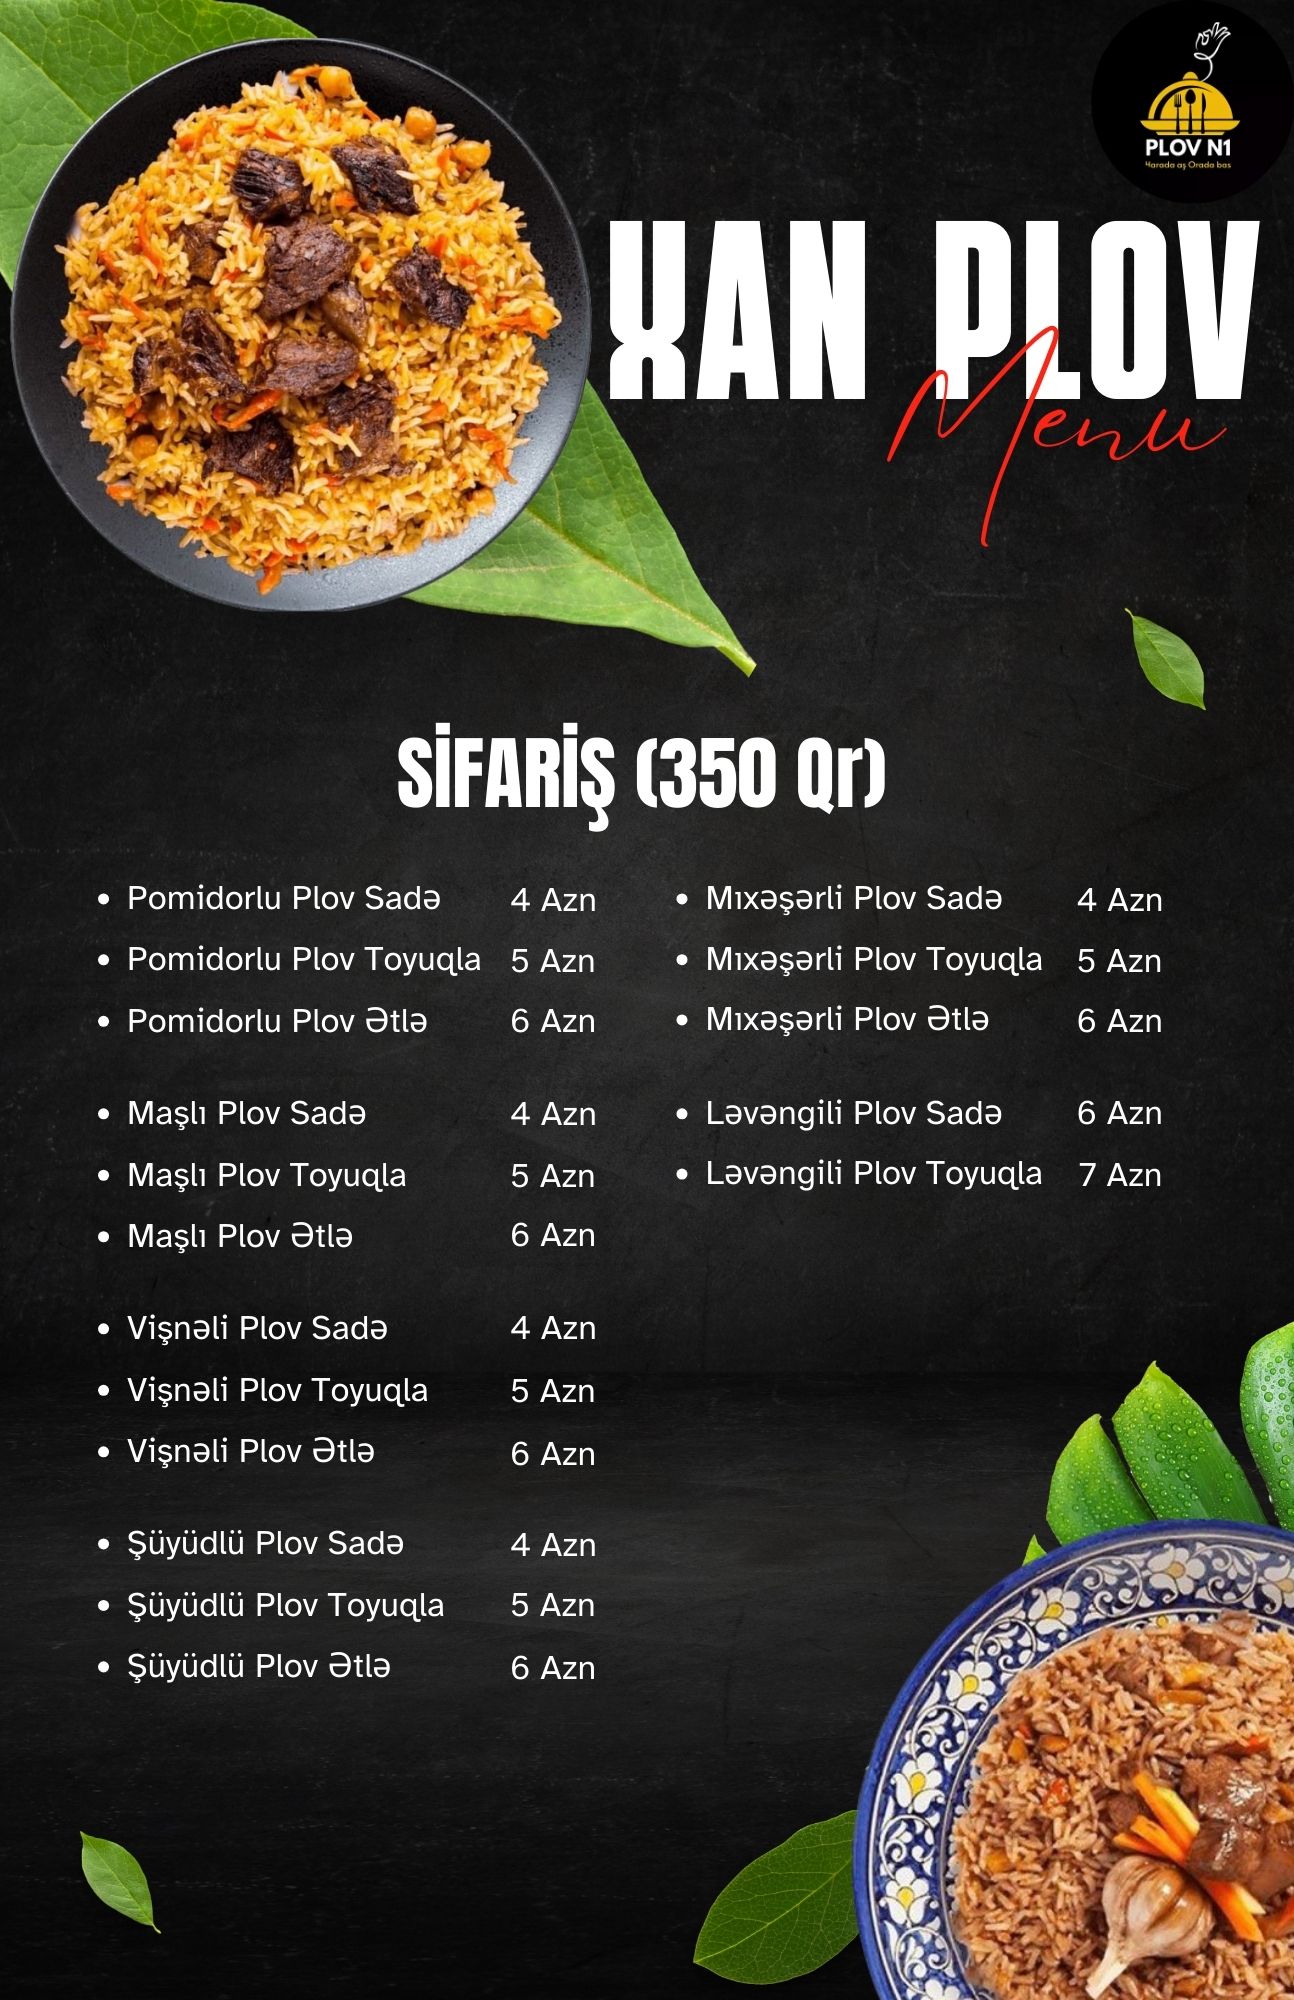 PLOV N1
Harada aş Orada baş
XAN PLOV
Menu
SİFARİŞ (350 Qr)
Pomidorlu Plov Sadə 4 Azn
Pomidorlu Plov Toyuqla 5 Azn
Pomidorlu Plov Ətlə 6 Azn
Maşlı Plov Sadə 4 Azn
Maşlı Plov Toyuqla 5 Azn
Maşlı Plov Ətlə 6 Azn
Vişnəli Plov Sadə 4 Azn
Vişnəli Plov Toyuqla 5 Azn
Vişnəli Plov Ətlə 6 Azn
Şüyüdlü Plov Sadə 4 Azn
Şüyüdlü Plov Toyuqla 5 Azn
Şüyüdlü Plov Ətlə 6 Azn
Mıxəşərli Plov Sadə 4 Azn
Mıxəşərli Plov Toyuqla 5 Azn
Mıxəşərli Plov Ətlə 6 Azn
Ləvəngili Plov Sadə 6 Azn
Ləvəngili Plov Toyuqla 7 Azn